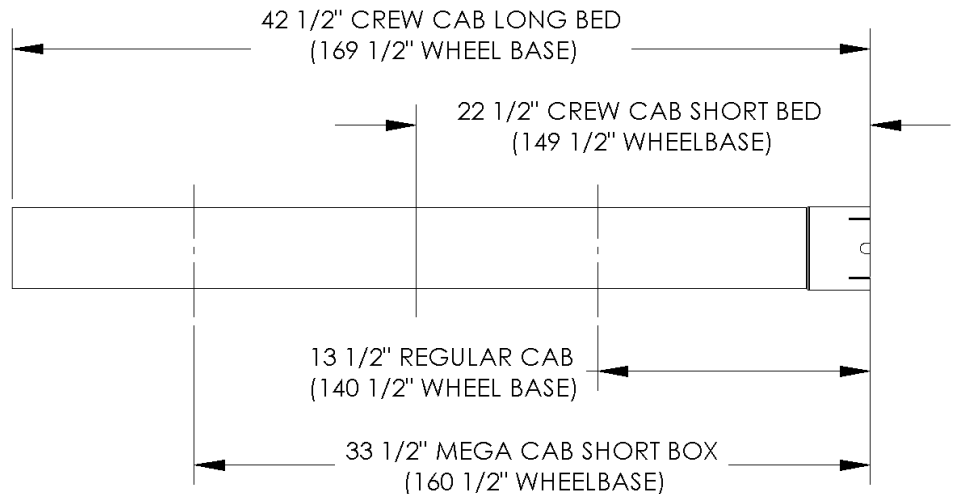 42 1/2" CREW CAB LONG BED
(169 1/2" WHEEL BASE)
22 1/2" CREW CAB SHORT BED
(149 1/2" WHEELBASE)
13 1/2" REGULAR CAB
(140 1/2" WHEEL BASE)
33 1/2" MEGA CAB SHORT BOX
(160 1/2" WHEELBASE)